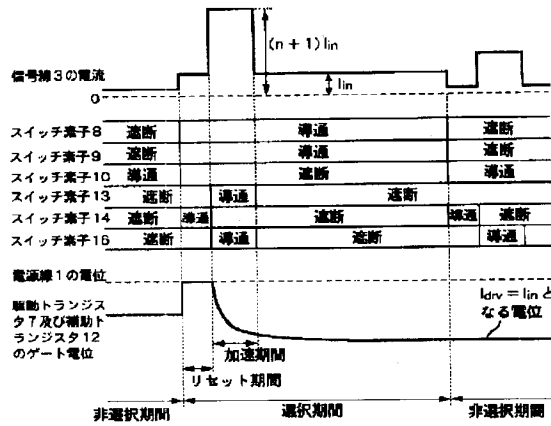 (n + 1) Iin
信号線3の電流
Iin
0
スイッチ素子8 遮断 導通 遮断
スイッチ素子9 遮断 導通 遮断
スイッチ素子10 導通 遮断 導通
スイッチ素子13 遮断 導通 遮断
スイッチ素子14 遮断 導通 遮断 導通 遮断
スイッチ素子16 遮断 導通 遮断 導通
電源線1の電位
駆動トランジス
タ7及び補助ト
ランジスタ12
のゲート電位
Idrv = Iin と
なる電位
加速期間
リセット期間
非選択期間 選択期間 非選択期間